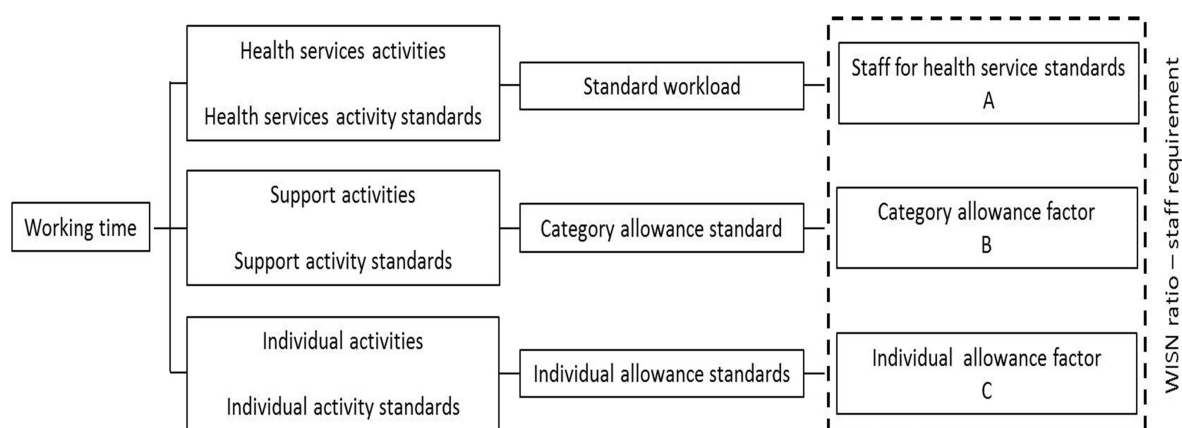 Working time
Health services activities
Health services activity standards
Standard workload
Staff for health service standards
A
Support activities
Support activity standards
Category allowance standard
Category allowance factor
B
Individual activities
Individual activity standards
Individual allowance standards
Individual allowance factor
C
WISN ratio – staff requirement